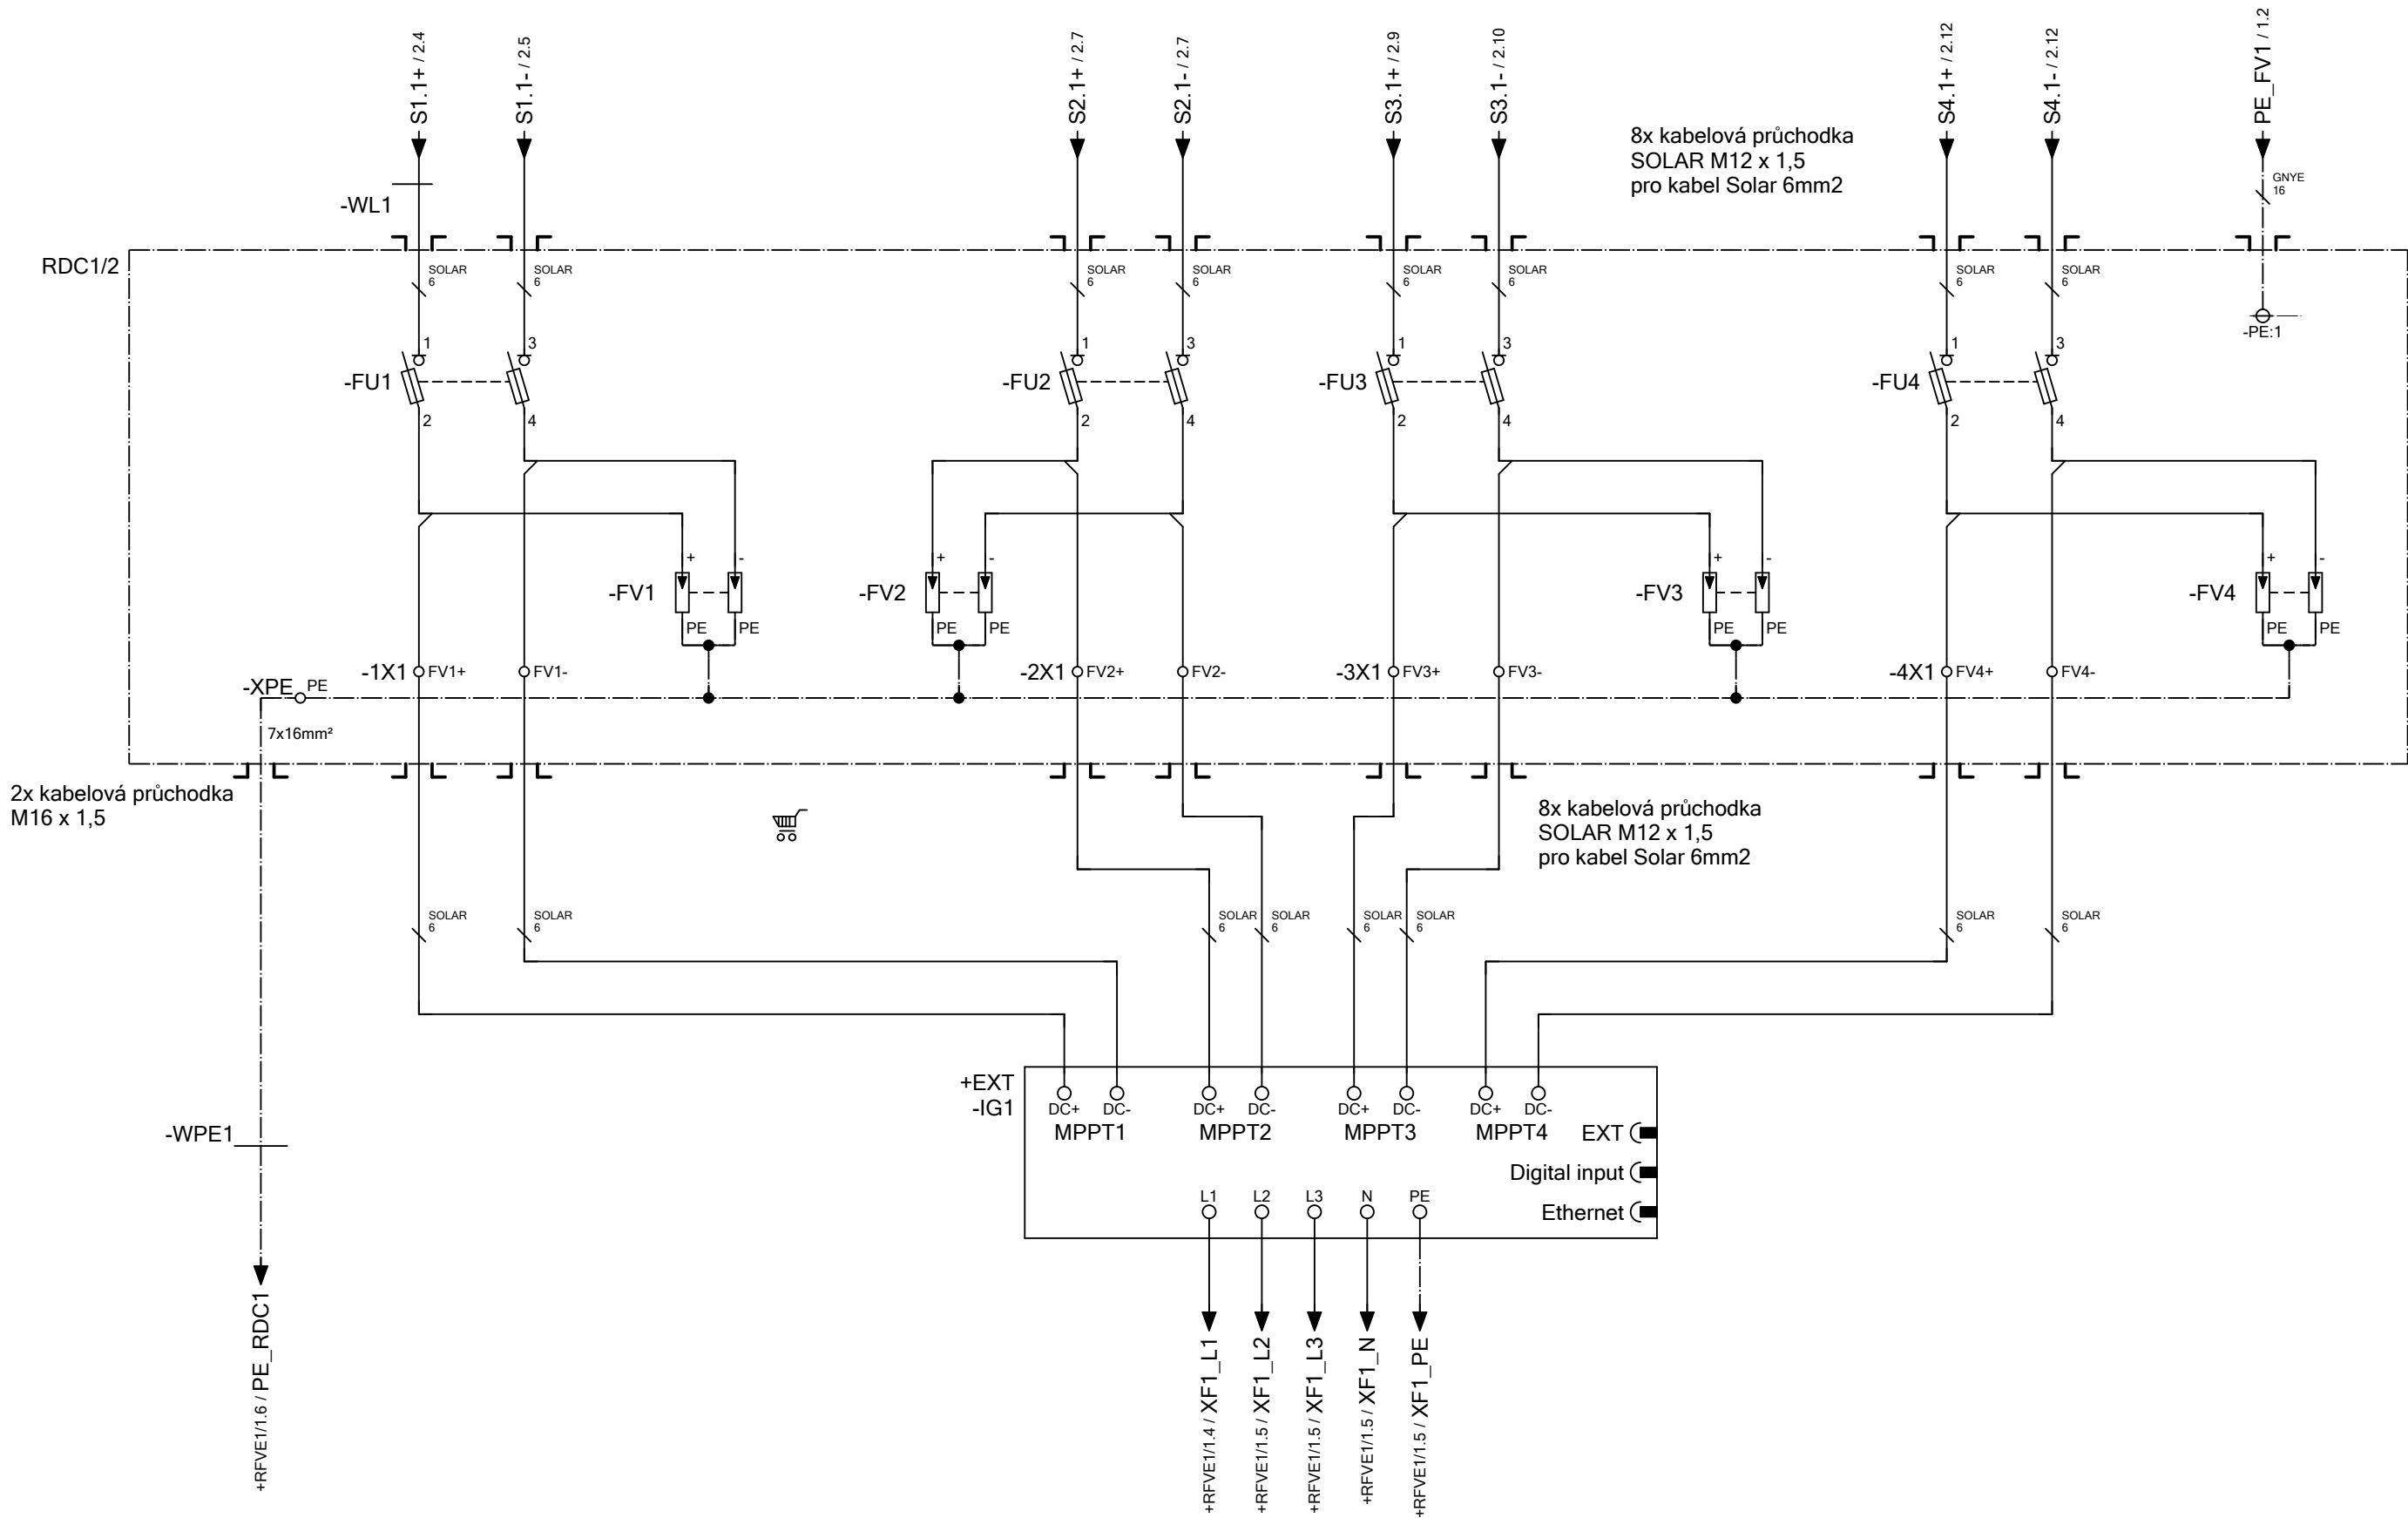 S1.1+ / 2.4
S1.1- / 2.5
S2.1+ / 2.7
S2.1- / 2.7
S3.1+ / 2.9
S3.1- / 2.10
S4.1+ / 2.12
S4.1- / 2.12
PE_FV1 / 1.2
8x kabelová průchodka
SOLAR M12 x 1,5
pro kabel Solar 6mm2
GNYE
16
-WL1
RDC1/2
SOLAR
6
SOLAR
6
SOLAR
6
SOLAR
6
SOLAR
6
SOLAR
6
SOLAR
6
SOLAR
6
-PE:1
-FU1
1
2
3
4
-FU2
1
2
3
4
-FU3
1
2
3
4
-FU4
1
2
3
4
-FV1
+
-
PE
PE
-FV2
+
-
PE
PE
-FV3
+
-
PE
PE
-FV4
+
-
PE
PE
-XPE
PE
-1X1
FV1+
FV1-
-2X1
FV2+
FV2-
-3X1
FV3+
FV3-
-4X1
FV4+
FV4-
7x16mm²
2x kabelová průchodka
M16 x 1,5
8x kabelová průchodka
SOLAR M12 x 1,5
pro kabel Solar 6mm2
SOLAR
6
SOLAR
6
SOLAR
6
SOLAR
6
SOLAR
6
SOLAR
6
SOLAR
6
SOLAR
6
+EXT
-IG1
DC+
DC-
DC+
DC-
DC+
DC-
DC+
DC-
MPPT1
MPPT2
MPPT3
MPPT4
EXT
Digital input
Ethernet
L1
L2
L3
N
PE
-WPE1
+RFVE1/1.6 / PE_RDC1
+RFVE1/1.4 / XF1_L1
+RFVE1/1.5 / XF1_L2
+RFVE1/1.5 / XF1_L3
+RFVE1/1.5 / XF1_N
+RFVE1/1.5 / XF1_PE